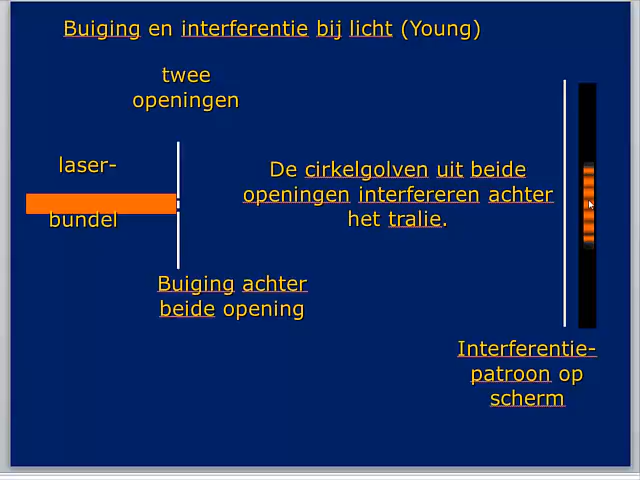 Buiging en interferentie bij licht (Young)
twee
openingen
laser-
bundel
De cirkelgolven uit beide
openingen interfereren achter
het tralie.
Buiging achter
beide opening
Interferentie-
patroon op
scherm